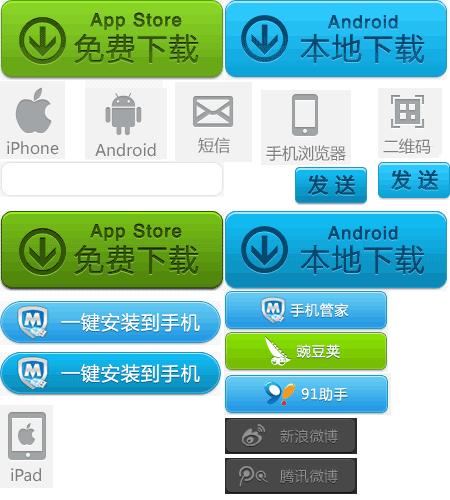 App Store
免费下载
Android
本地下载
iPhone
Android
短信
手机浏览器
二维码
发送
发送
App Store
免费下载
Android
本地下载
M 一键安装到手机
M 手机管家
豌豆荚
M 一键安装到手机
91助手
iPad
新浪微博
腾讯微博